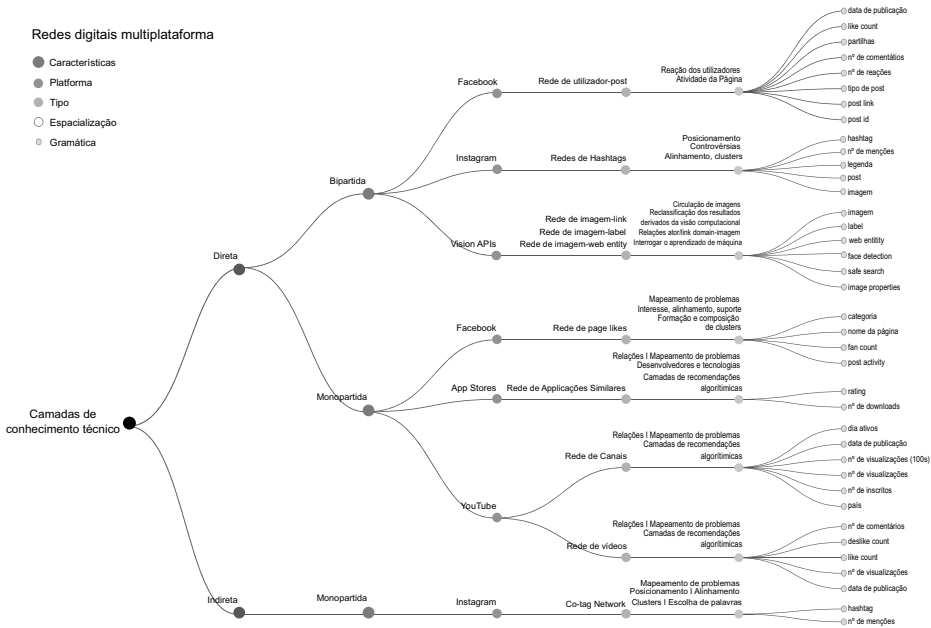 Redes digitais multiplataforma
Características
Platforma
Tipo
Espacialização
Gramática
Camadas de
conhecimento técnico
Direta
Bipartida
Facebook
Rede de utilizador-post
Reação dos utilizadores
Atividade da Página
data de publicação
like count
partilhas
nº de comentátios
nº de reações
tipo de post
post link
post id
Instagram
Redes de Hashtags
Posicionamento
Controvérsias
Alinhamento, clusters
hashtag
nº de menções
legenda
post
imagem
Vision APIs
Rede de imagem-link
Rede de imagem-label
Rede de imagem-web entity
Circulação de imagens
Reclassificação dos resultados
derivados da visão computacional
Relações ator/link domain-imagem
Interrogar o aprendizado de máquina
imagem
label
web entitity
face detection
safe search
image properties
Monopartida
Facebook
Rede de page likes
Mapeamento de problemas
Interesse, alinhamento, suporte
Formação e composição
de clusters
categoria
nome da página
fan count
post activity
App Stores
Rede de Applicações Similares
Relações I Mapeamento de problemas
Desenvolvedores e tecnologias
Camadas de recomendações
algorítmicas
rating
nº de downloads
YouTube
Rede de Canais
Relações I Mapeamento de problemas
Camadas de recomendações
algorítimicas
dia ativos
data de publicação
nº de visualizações (100s)
nº de visualizações
nº de inscritos
país
Rede de vídeos
Relações I Mapeamento de problemas
Camadas de recomendações
algorítimicas
nº de comentários
deslike count
like count
nº de visualizações
data de publicação
Indireta
Monopartida
Instagram
Co-tag Network
Mapeamento de problemas
Posicionamento I Alinhamento
Clusters I Escolha de palavras
hashtag
nº de menções